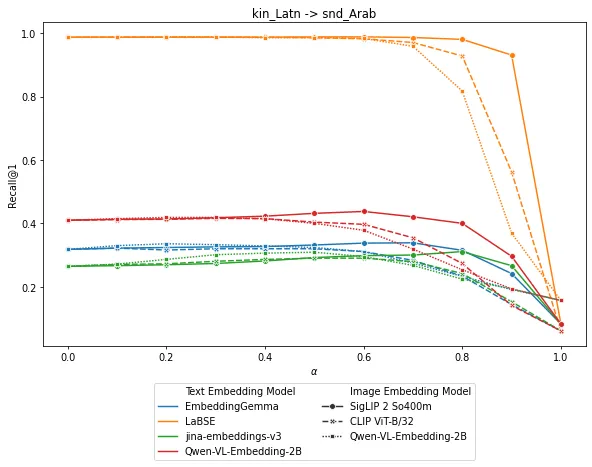 kin_Latn -> snd_Arab
Recall@1
1.0
0.8
0.6
0.4
0.2
0.0 0.2 0.4 0.6 0.8 1.0
α
Text Embedding Model Image Embedding Model
EmbeddingGemma SigLIP 2 So400m
LaBSE CLIP ViT-B/32
jina-embeddings-v3 Qwen-VL-Embedding-2B
Qwen-VL-Embedding-2B